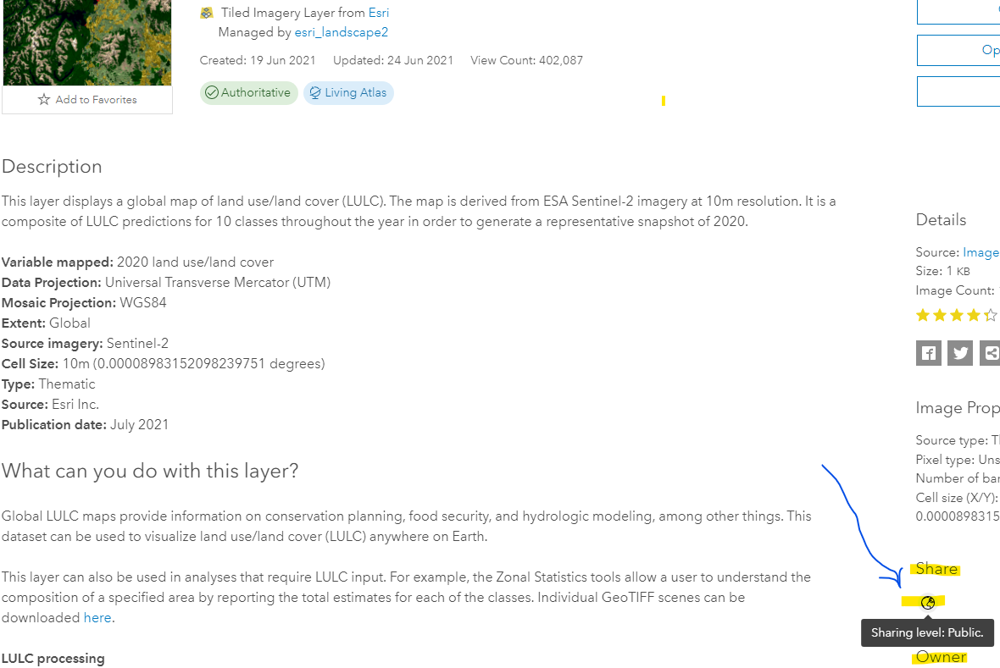 Tiled Imagery Layer from Esri
Managed by esri_landscape2
Created: 19 Jun 2021 Updated: 24 Jun 2021 View Count: 402,087
Add to Favorites
Authoritative Living Atlas
Op
Description
This layer displays a global map of land use/land cover (LULC). The map is derived from ESA Sentinel-2 imagery at 10m resolution. It is a
composite of LULC predictions for 10 classes throughout the year in order to generate a representative snapshot of 2020.
Variable mapped: 2020 land use/land cover
Data Projection: Universal Transverse Mercator (UTM)
Mosaic Projection: WGS84
Extent: Global
Source imagery: Sentinel-2
Cell Size: 10m (0.00008983152098239751 degrees)
Type: Thematic
Source: Esri Inc.
Publication date: July 2021
What can you do with this layer?
Global LULC maps provide information on conservation planning, food security, and hydrologic modeling, among other things. This
dataset can be used to visualize land use/land cover (LULC) anywhere on Earth.
This layer can also be used in analyses that require LULC input. For example, the Zonal Statistics tools allow a user to understand the
composition of a specified area by reporting the total estimates for each of the classes. Individual GeoTIFF scenes can be
downloaded here.
LULC processing
Details
Source: Image
Size: 1 KB
Image Count:
Image Prop
Source type: T
Pixel type: Uns
Number of bar
Cell size (X/Y):
0.0000898315
Share
Sharing level: Public.
Owner